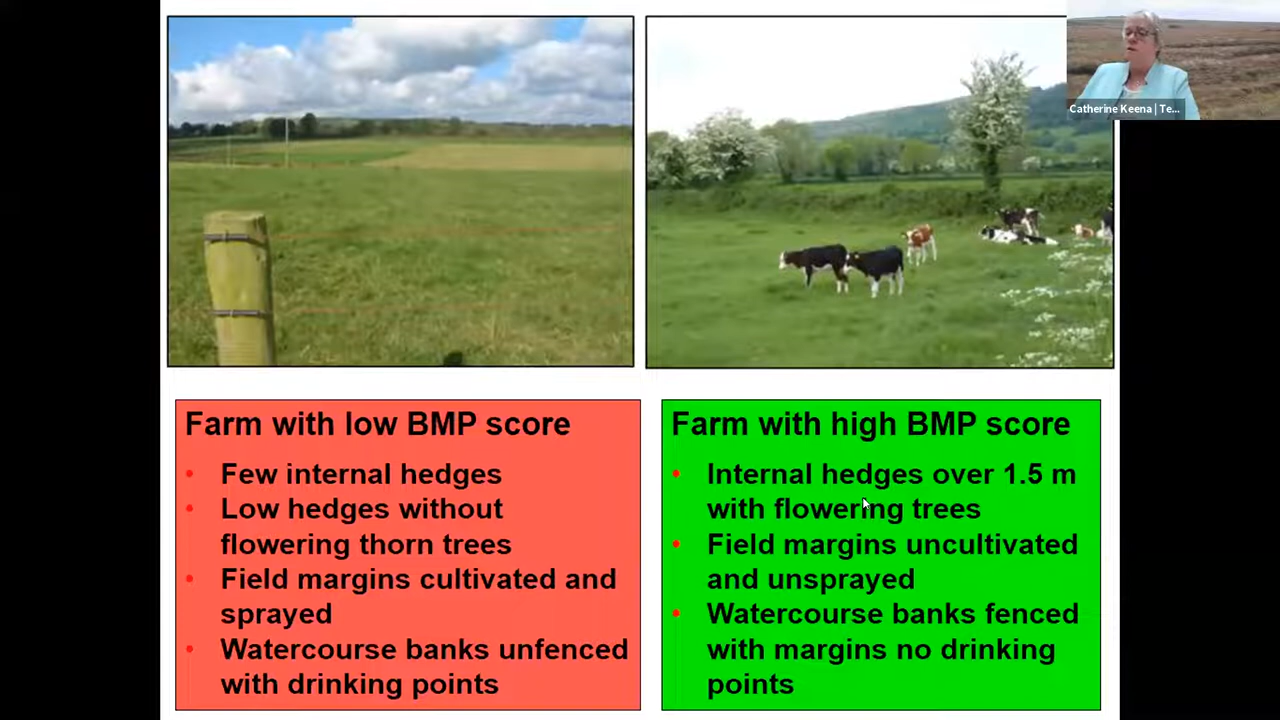 Catherine Keena | Te...
Farm with low BMP score
• Few internal hedges
• Low hedges without
flowering thorn trees
• Field margins cultivated and
sprayed
• Watercourse banks unfenced
with drinking points
Farm with high BMP score
• Internal hedges over 1.5 m
with flowering trees
• Field margins uncultivated
and unsprayed
• Watercourse banks fenced
with margins no drinking
points